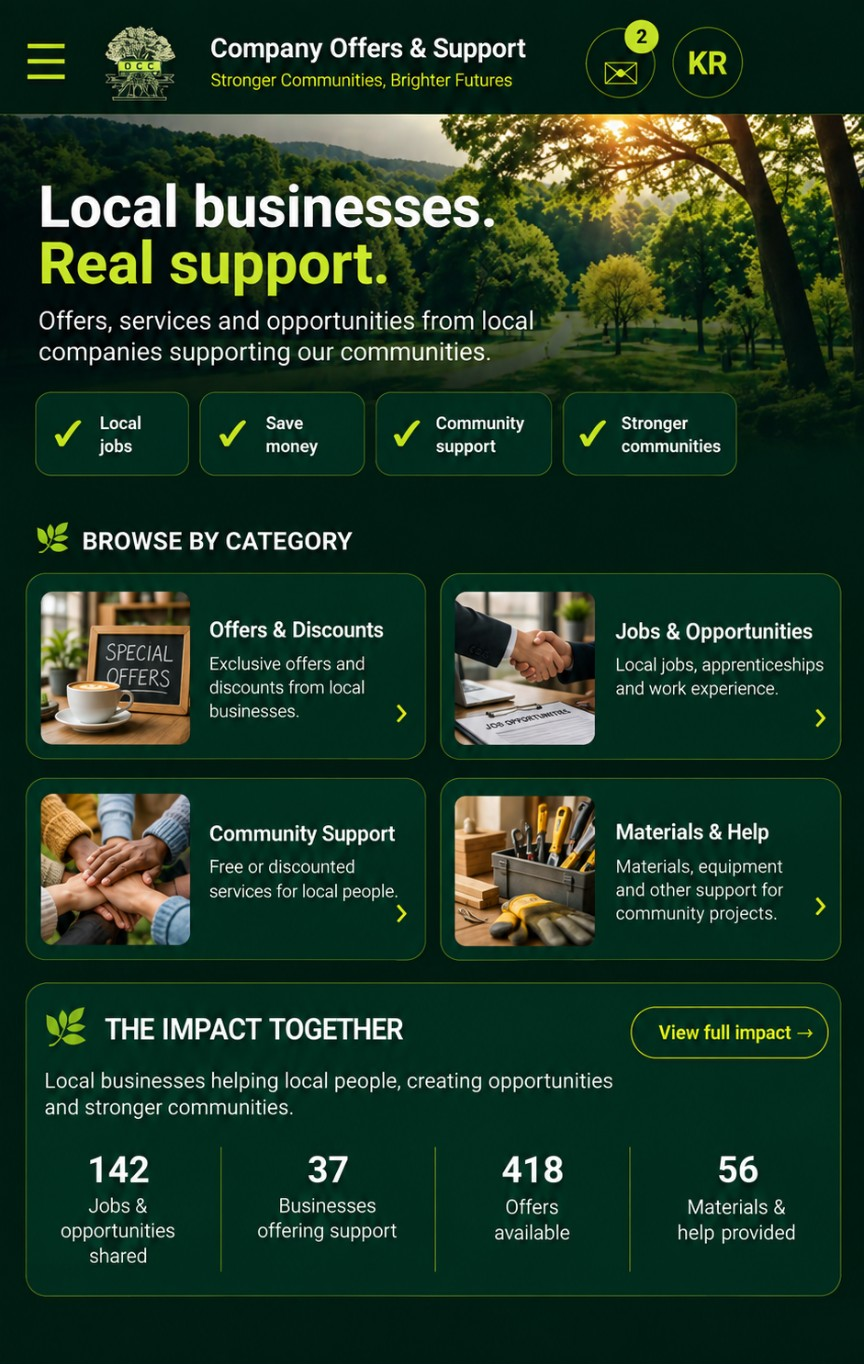 OCC
Company Offers & Support
Stronger Communities, Brighter Futures
2
KR
Local businesses.
Real support.
Offers, services and opportunities from local
companies supporting our communities.
✓ Local
jobs
✓ Save
money
✓ Community
support
✓ Stronger
communities
BROWSE BY CATEGORY
SPECIAL
OFFERS
Offers & Discounts
Exclusive offers and
discounts from local
businesses.
JOB OPPORTUNITIES
Jobs & Opportunities
Local jobs, apprenticeships
and work experience.
Community Support
Free or discounted
services for local people.
Materials & Help
Materials, equipment
and other support for
community projects.
THE IMPACT TOGETHER
View full impact →
Local businesses helping local people, creating opportunities
and stronger communities.
142
Jobs &
opportunities
shared
37
Businesses
offering support
418
Offers
available
56
Materials &
help provided